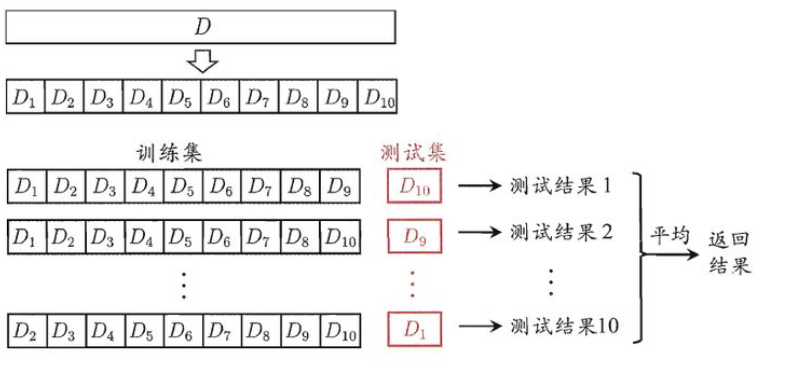 D
D₁ D₂ D₃ D₄ D₅ D₆ D₇ D₈ D₉ D₁₀
训练集 测试集
D₁ D₂ D₃ D₄ D₅ D₆ D₇ D₈ D₉ D₁₀ 测试结果1
D₁ D₂ D₃ D₄ D₅ D₆ D₇ D₈ D₁₀ D₉ 测试结果2
平均 返回
结果
⋮ ⋮ ⋮
D₂ D₃ D₄ D₅ D₆ D₇ D₈ D₉ D₁₀ D₁ 测试结果10